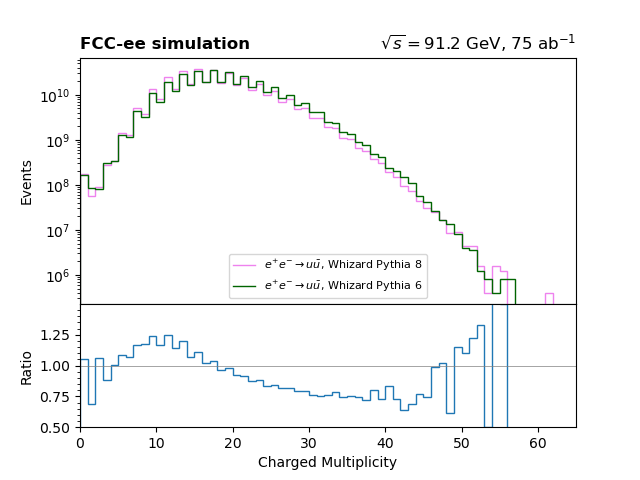 FCC-ee simulation
√s = 91.2 GeV, 75 ab⁻¹
Events
10¹⁰
10⁹
10⁸
10⁷
10⁶
e⁺e⁻→uū, Whizard Pythia 8
e⁺e⁻→uū, Whizard Pythia 6
Ratio
1.25
1.00
0.75
0.50
0 10 20 30 40 50 60
Charged Multiplicity